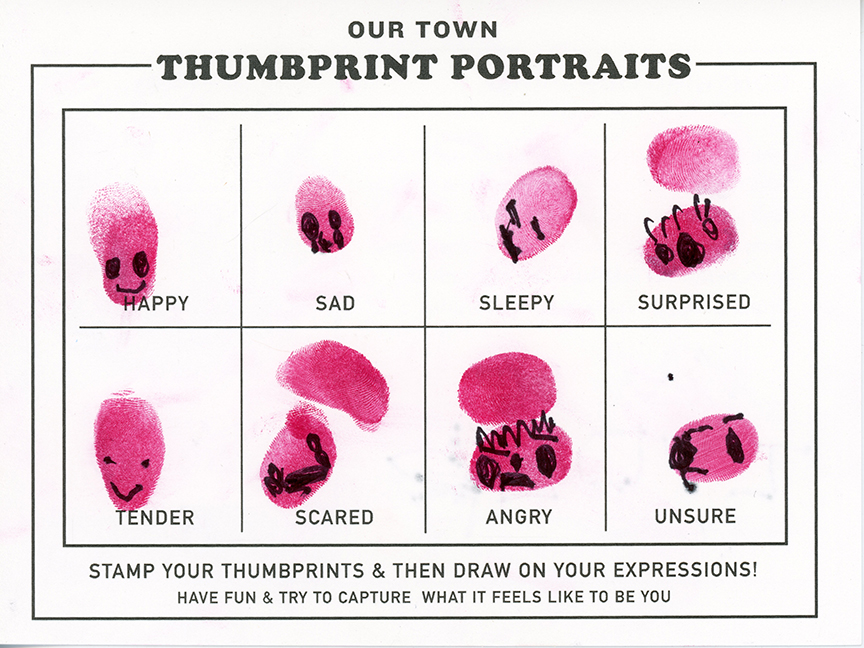 OUR TOWN
THUMBPRINT PORTRAITS
HAPPY SAD SLEEPY SURPRISED
TENDER SCARED ANGRY UNSURE
STAMP YOUR THUMBPRINTS & THEN DRAW ON YOUR EXPRESSIONS!
HAVE FUN & TRY TO CAPTURE WHAT IT FEELS LIKE TO BE YOU